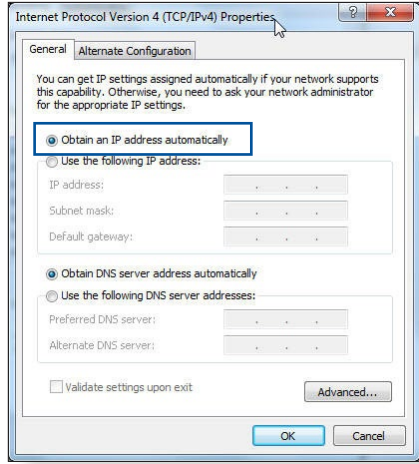 Internet Protocol Version 4 (TCP/IPv4) Properties
General
Alternate Configuration
You can get IP settings assigned automatically if your network supports
this capability. Otherwise, you need to ask your network administrator
for the appropriate IP settings.
Obtain an IP address automatically
Use the following IP address:
IP address:
Subnet mask:
Default gateway:
Obtain DNS server address automatically
Use the following DNS server addresses:
Preferred DNS server:
Alternate DNS server:
Validate settings upon exit
Advanced...
OK
Cancel